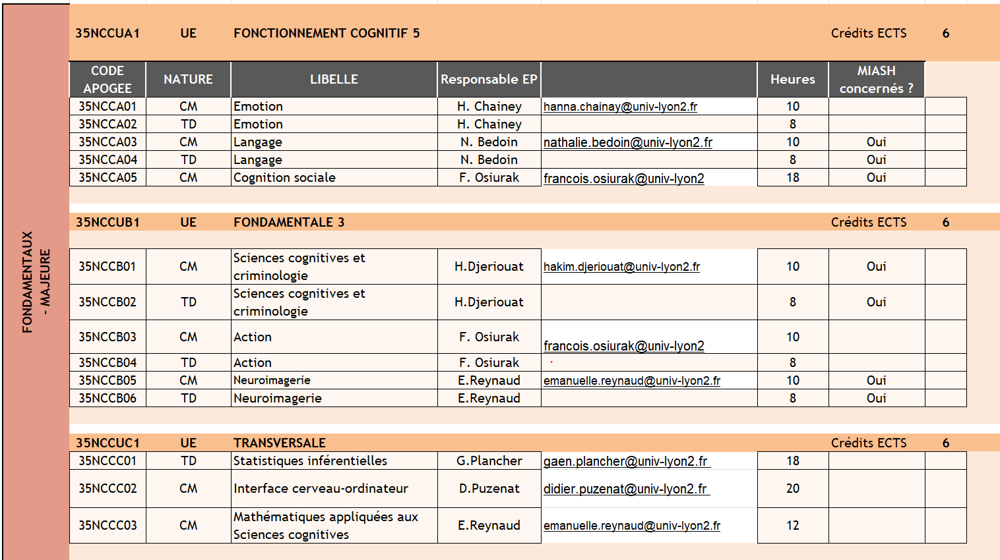 FONDAMENTAUX
- MAJEURE
35NCCUA1 UE FONCTIONNEMENT COGNITIF 5 Crédits ECTS 6
CODE APOGEE NATURE LIBELLE Responsable EP Heures MIASH concernés ?
35NCCA01 CM Emotion H. Chainey hanna.chainay@univ-lyon2.fr 10
35NCCA02 TD Emotion H. Chainey 8
35NCCA03 CM Langage N. Bedoin nathalie.bedoin@univ-lyon2.fr 10 Oui
35NCCA04 TD Langage N. Bedoin 8 Oui
35NCCA05 CM Cognition sociale F. Osiurak francois.osiurak@univ-lyon2 18 Oui
35NCCUB1 UE FONDAMENTALE 3 Crédits ECTS 6
35NCCB01 CM Sciences cognitives et criminologie H.Djeriouat hakim.djeriouat@univ-lyon2.fr 10 Oui
35NCCB02 TD Sciences cognitives et criminologie H.Djeriouat 8 Oui
35NCCB03 CM Action F. Osiurak francois.osiurak@univ-lyon2 10
35NCCB04 TD Action F. Osiurak 8
35NCCB05 CM Neuroimagerie E.Reynaud emanuelle.reynaud@univ-lyon2.fr 10 Oui
35NCCB06 TD Neuroimagerie E.Reynaud 8 Oui
35NCCUC1 UE TRANSVERSALE Crédits ECTS 6
35NCCC01 TD Statistiques inférentielles G.Plancher gaen.plancher@univ-lyon2.fr 18
35NCCC02 CM Interface cerveau-ordinateur D.Puzenat didier.puzenat@univ-lyon2.fr 20
35NCCC03 CM Mathématiques appliquées aux Sciences cognitives E.Reynaud emanuelle.reynaud@univ-lyon2.fr 12